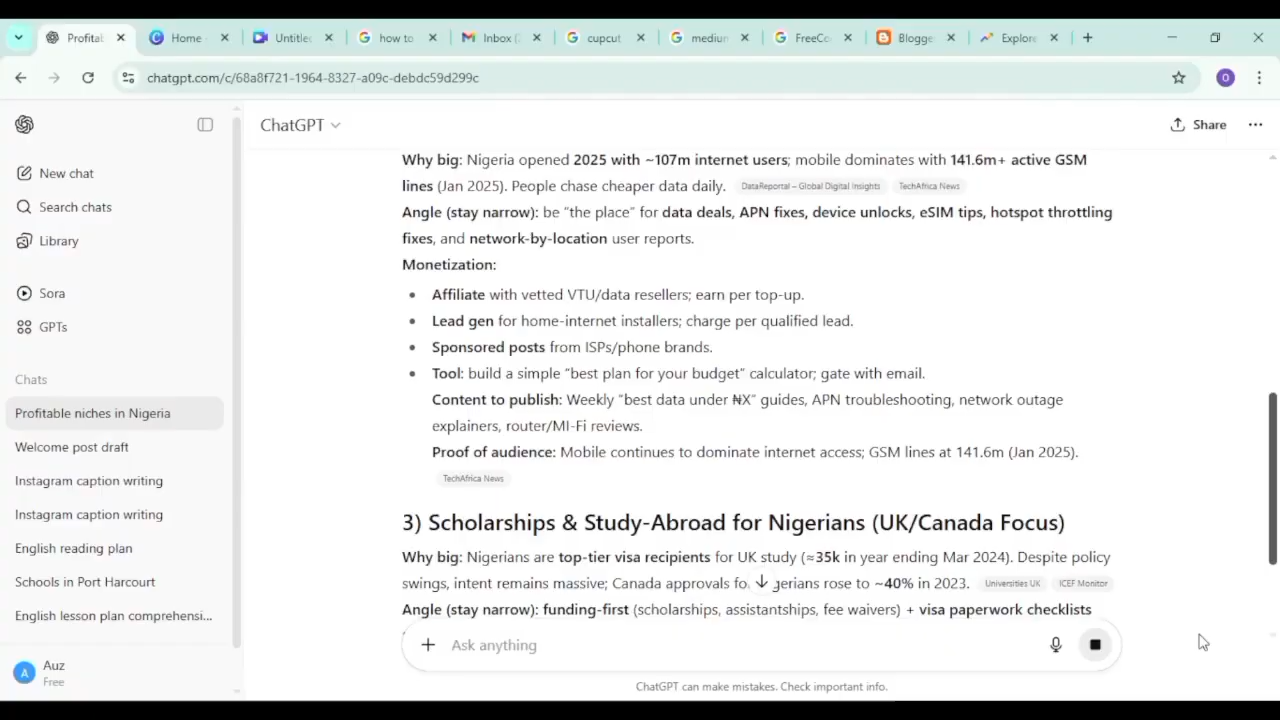 Profitab
Home
Untitle
how to
Inbox (
cupcut
mediun
FreeCo
Blogge
Explore
chatgpt.com/c/68a8f721-1964-8327-a09c-debdc59d299c
O
ChatGPT
Share
New chat
Search chats
Library
Sora
GPTs
Chats
Profitable niches in Nigeria
Welcome post draft
Instagram caption writing
Instagram caption writing
English reading plan
Schools in Port Harcourt
English lesson plan comprehensi...
A
Auz
Free
Why big: Nigeria opened 2025 with ~107m internet users; mobile dominates with 141.6m+ active GSM
lines (Jan 2025). People chase cheaper data daily. DataReportal – Global Digital Insights TechAfrica News
Angle (stay narrow): be “the place” for data deals, APN fixes, device unlocks, eSIM tips, hotspot throttling
fixes, and network-by-location user reports.
Monetization:
• Affiliate with vetted VTU/data resellers; earn per top-up.
• Lead gen for home-internet installers; charge per qualified lead.
• Sponsored posts from ISPs/phone brands.
• Tool: build a simple “best plan for your budget” calculator; gate with email.
Content to publish: Weekly “best data under ₦X” guides, APN troubleshooting, network outage
explainers, router/MI-Fi reviews.
Proof of audience: Mobile continues to dominate internet access; GSM lines at 141.6m (Jan 2025).
TechAfrica News
3) Scholarships & Study-Abroad for Nigerians (UK/Canada Focus)
Why big: Nigerians are top-tier visa recipients for UK study (≈35k in year ending Mar 2024). Despite policy
swings, intent remains massive; Canada approvals fo gerians rose to ~40% in 2023. Universities UK ICEF Monitor
Angle (stay narrow): funding-first (scholarships, assistantships, fee waivers) + visa paperwork checklists
Ask anything
ChatGPT can make mistakes. Check important info.